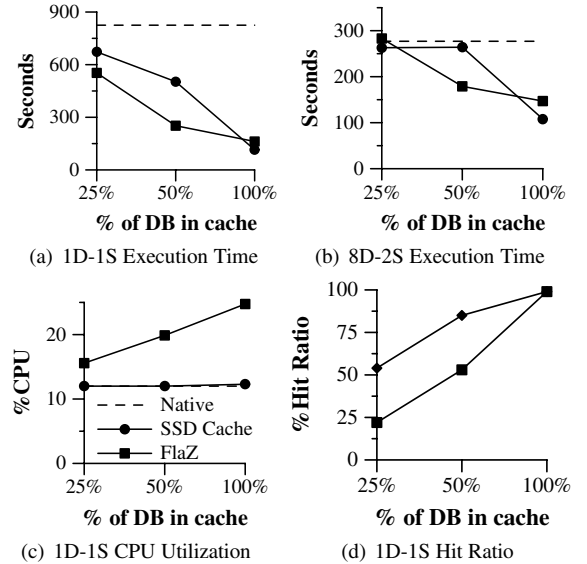 900
600
300
0
Seconds
25%
50%
100%
% of DB in cache
(a) 1D-1S Execution Time
300
200
100
0
Seconds
25%
50%
100%
% of DB in cache
(b) 8D-2S Execution Time
20
10
0
%CPU
Native
SSD Cache
FlaZ
25%
50%
100%
% of DB in cache
(c) 1D-1S CPU Utilization
100
75
50
25
0
%Hit Ratio
25%
50%
100%
% of DB in cache
(d) 1D-1S Hit Ratio